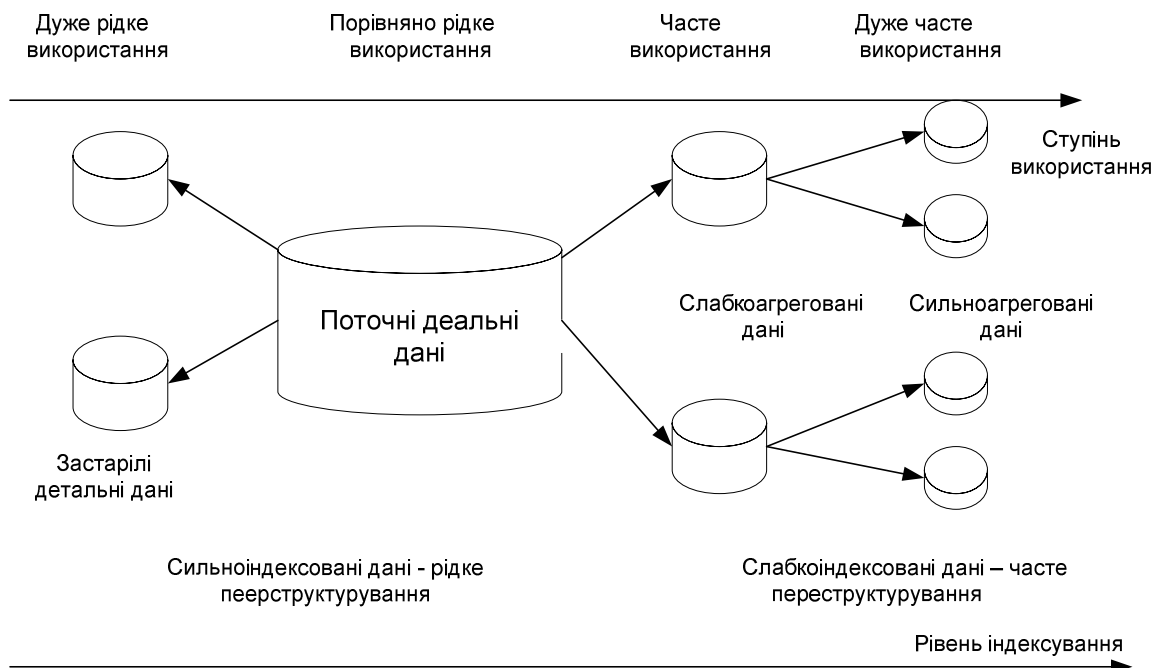 Дуже рідке
використання
Порівняно рідке
використання
Часте
використання
Дуже часте
використання
Ступінь
використання
Поточні деальні
дані
Слабкоагреговані
дані
Сильноагреговані
дані
Застарілі
детальні дані
Сильноіндексовані дані - рідке
пеерструктурування
Слабкоіндексовані дані – часте
переструктурування
Рівень індексування